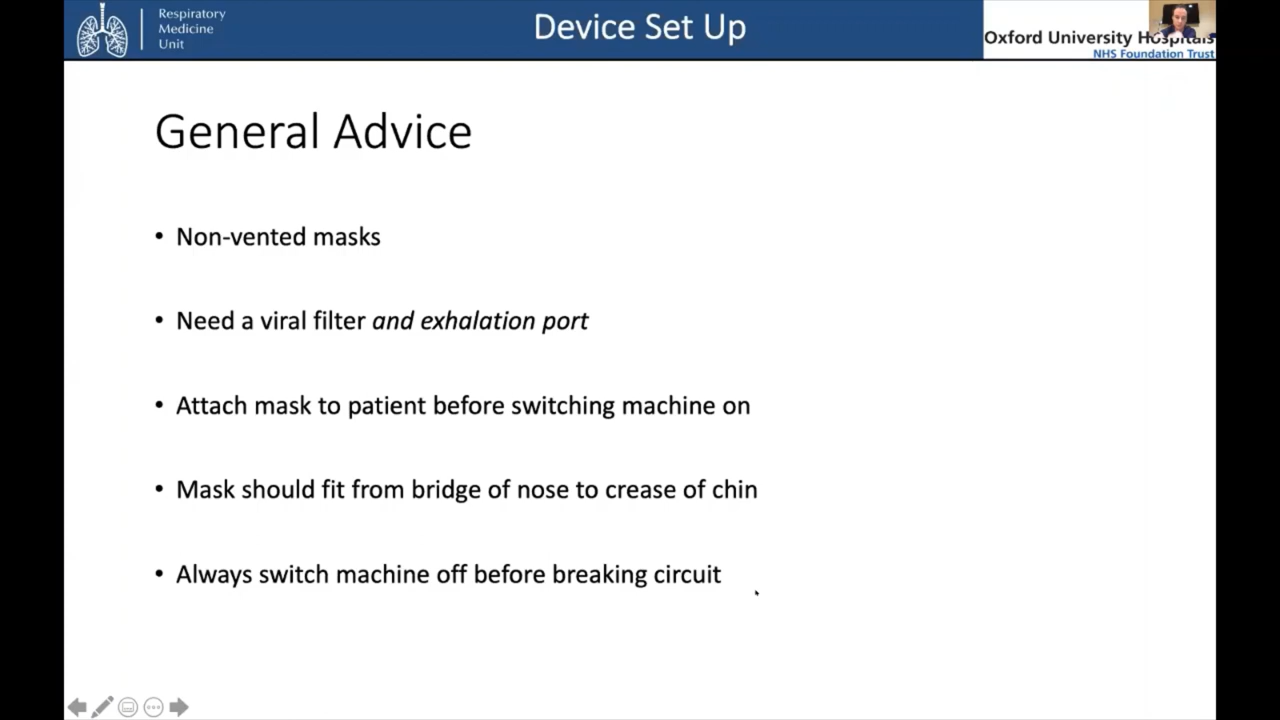 Respiratory
Medicine
Unit
Device Set Up
Oxford University Hospitals
NHS Foundation Trust
General Advice
• Non-vented masks
• Need a viral filter and exhalation port
• Attach mask to patient before switching machine on
• Mask should fit from bridge of nose to crease of chin
• Always switch machine off before breaking circuit